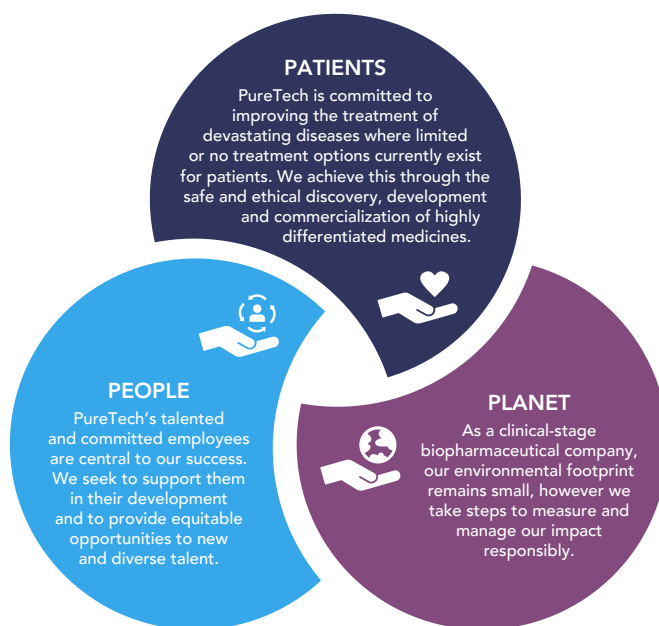 PATIENTS
PureTech is committed to
improving the treatment of
devastating diseases where limited
or no treatment options currently exist
for patients. We achieve this through the
safe and ethical discovery, development
and commercialization of highly
differentiated medicines.
PEOPLE
PureTech's talented
and committed employees
are central to our success.
We seek to support them
in their development
and to provide equitable
opportunities to new
and diverse talent.
PLANET
As a clinical-stage
biopharmaceutical company,
our environmental footprint
remains small, however we
take steps to measure and
manage our impact
responsibly.